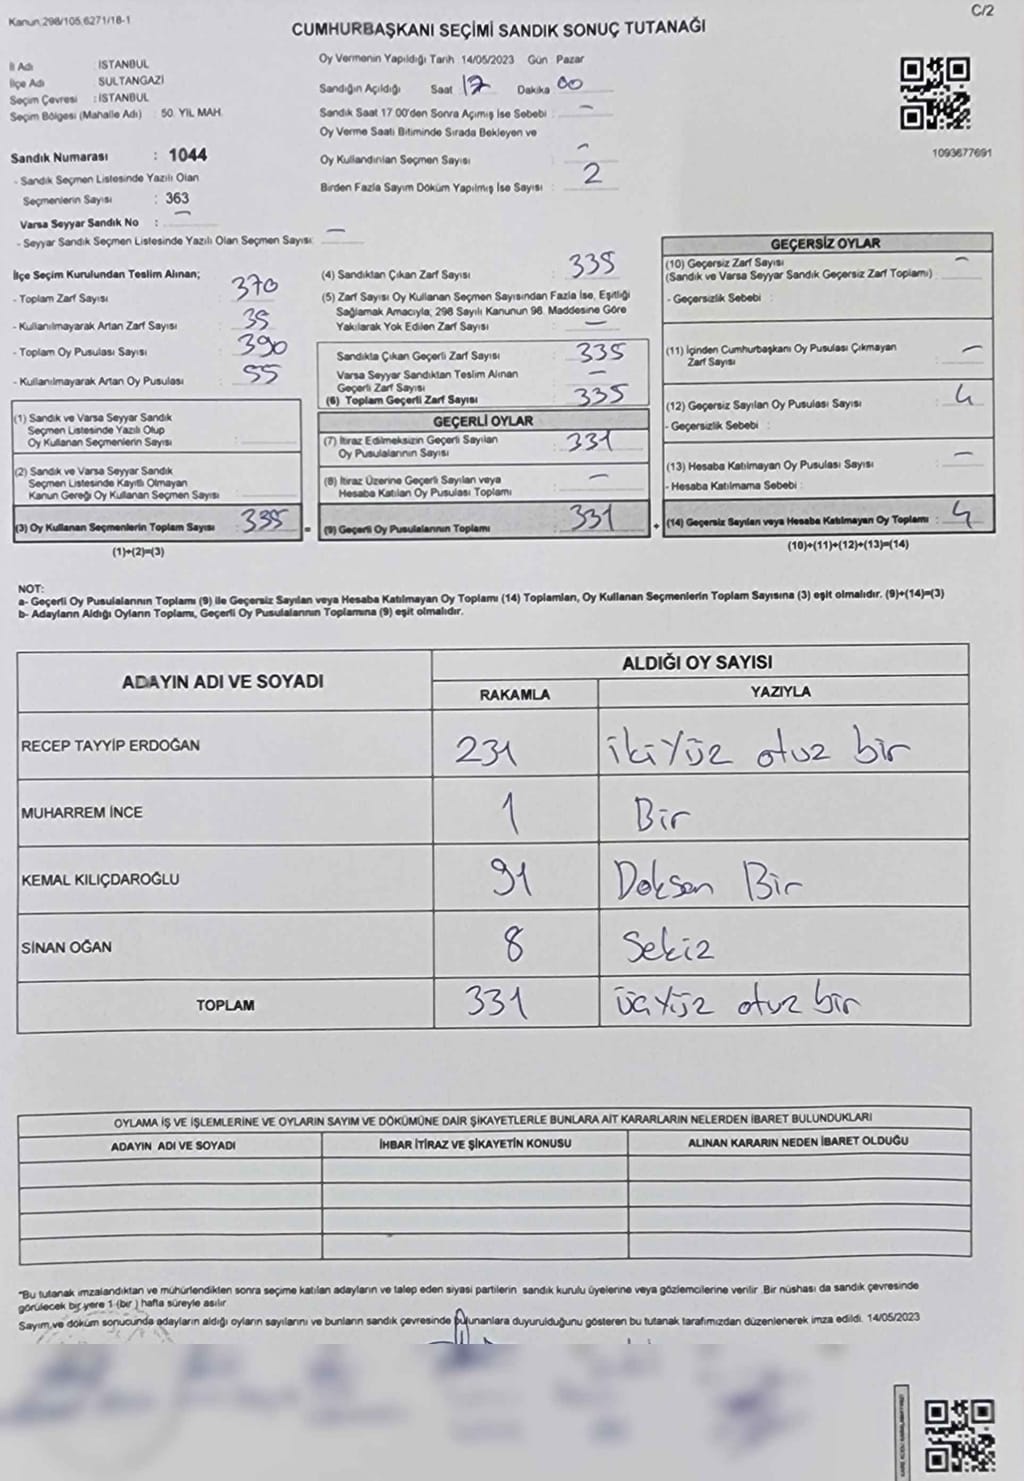 Kanun,298/105,6271/18-1
C/2
CUMHURBAŞKANI SEÇİMİ SANDIK SONUÇ TUTANAĞI
İl Adı İSTANBUL
İlçe Adı SULTANGAZİ
Seçim Çevresi : İSTANBUL
Seçim Bölgesi (Mahalle Adı) : 50. YIL MAH.
Sandık Numarası : 1044
- Sandık Seçmen Listesinde Yazılı Olan
Seçmenlerin Sayısı : 363
Varsa Seyyar Sandık No : -
- Seyyar Sandık Seçmen Listesinde Yazılı Olan Seçmen Sayısı: -
Oy Vermenin Yapıldığı Tarih 14/05/2023 Gün Pazar
Sandığın Açıldığı Saat 17 Dakika 00
Sandık Saat 17.00'den Sonra Açımış İse Sebebi : -
Oy Verme Saati Bitiminde Sırada Bekleyen ve
Oy Kullandırılan Seçmen Sayısı : -
Birden Fazla Sayım Döküm Yapılmış İse Sayısı : 2
1093677691
İlçe Seçim Kurulundan Teslim Alınan;
- Toplam Zarf Sayısı 370
- Kullanılmayarak Artan Zarf Sayısı 35
- Toplam Oy Pusulası Sayısı 390
- Kullanılmayarak Artan Oy Pusulası 55
(1) Sandık ve Varsa Seyyar Sandık
Seçmen Listesinde Yazılı Olup
Oy Kullanan Seçmenlerin Sayısı :
(2) Sandık ve Varsa Seyyar Sandık
Seçmen Listesinde Kayıtlı Olmayan
Kanun Gereği Oy Kullanan Seçmen Sayısı :
(3) Oy Kullanan Seçmenlerin Toplam Sayısı 335 =
(1)+(2)=(3)
(4) Sandıktan Çıkan Zarf Sayısı : 335
(5) Zarf Sayısı Oy Kullanan Seçmen Sayısından Fazla İse, Eşitliği
Sağlamak Amacıyla; 298 Sayılı Kanunun 98. Maddesine Göre
Yakılarak Yok Edilen Zarf Sayısı : -
Sandıkta Çıkan Geçerli Zarf Sayısı : 335
Varsa Seyyar Sandıktan Teslim Alınan
Geçerli Zarf Sayısı : -
(6) Toplam Geçerli Zarf Sayısı : 335
GEÇERLİ OYLAR
(7) İtiraz Edilmeksizin Geçerli Sayılan
Oy Pusulalarının Sayısı : 331
(8) İtiraz Üzerine Geçerli Sayılan veya
Hesaba Katılan Oy Pusulası Toplamı : -
(9) Geçerli Oy Pusulalarının Toplamı : 331 +
GEÇERSİZ OYLAR
(10) Geçersiz Zarf Sayısı -
(Sandık ve Varsa Seyyar Sandık Geçersiz Zarf Toplamı) :
- Geçersizlik Sebebi :
(11) İçinden Cumhurbaşkanı Oy Pusulası Çıkmayan
Zarf Sayısı : -
(12) Geçersiz Sayılan Oy Pusulası Sayısı : 4
- Geçersizlik Sebebi :
(13) Hesaba Katılmayan Oy Pusulası Sayısı : -
- Hesaba Katılmama Sebebi :
(14) Geçersiz Sayılan veya Hesaba Katılmayan Oy Toplamı : 4
(10)+(11)+(12)+(13)=(14)
NOT:
a- Geçerli Oy Pusulalarının Toplamı (9) ile Geçersiz Sayılan veya Hesaba Katılmayan Oy Toplamı (14) Toplamları, Oy Kullanan Seçmenlerin Toplam Sayısına (3) eşit olmalıdır. (9)+(14)=(3)
b- Adayların Aldığı Oyların Toplamı, Geçerli Oy Pusulalarının Toplamına (9) eşit olmalıdır.
ADAYIN ADI VE SOYADI
ALDIĞI OY SAYISI
RAKAMLA YAZIYLA
RECEP TAYYİP ERDOĞAN 231 ikiyüz otuz bir
MUHARREM İNCE 1 Bir
KEMAL KILIÇDAROĞLU 91 Doksan Bir
SİNAN OĞAN 8 Sekiz
TOPLAM 331 üçyüz otuz bir
OYLAMA İŞ VE İŞLEMLERİNE VE OYLARIN SAYIM VE DÖKÜMÜNE DAİR ŞİKAYETLERLE BUNLARA AİT KARARLARIN NELERDEN İBARET BULUNDUKLARI
ADAYIN ADI VE SOYADI İHBAR İTİRAZ VE ŞİKAYETİN KONUSU ALINAN KARARIN NEDEN İBARET OLDUĞU
*Bu tutanak imzalandıktan ve mühürlendikten sonra seçime katılan adayların ve talep eden siyasi partilerin sandık kurulu üyelerine veya gözlemcilerine verilir. Bir nüshası da sandık çevresinde
görülecek bir yere 1 (bir) hafta süreyle asılır
Sayım ve döküm sonucunda adayların aldığı oyların sayılarını ve bunların sandık çevresinde bulunanlara duyurulduğunu gösteren bu tutanak tarafımızdan düzenlenerek imza edildi. 14/05/2023